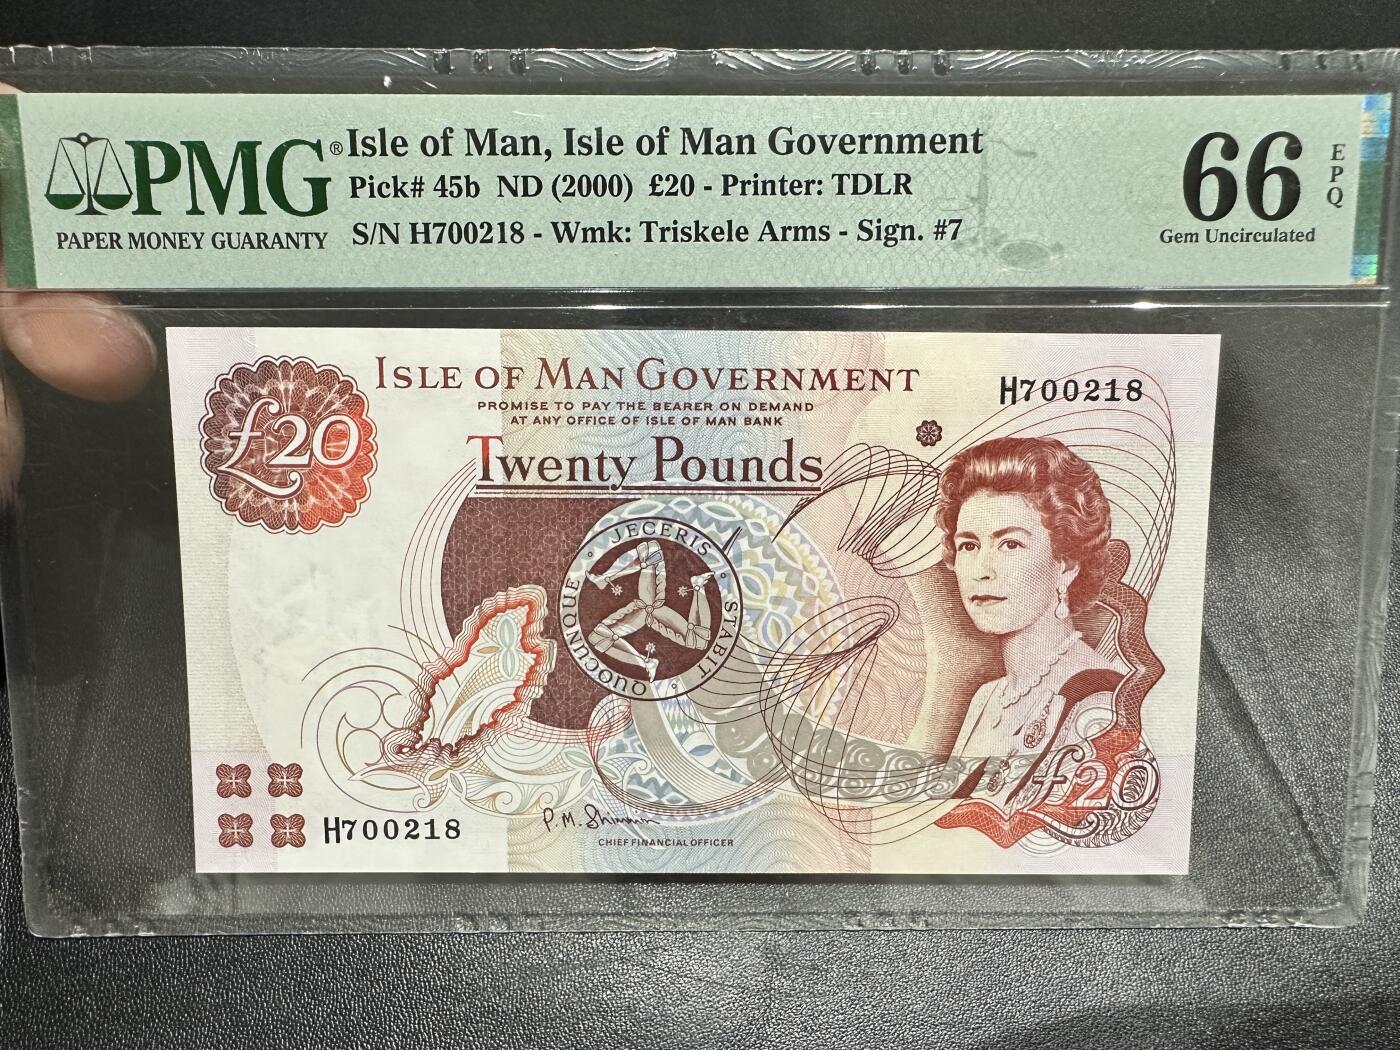 PMG®
PAPER MONEY GUARANTY
Isle of Man, Isle of Man Government
Pick# 45b ND (2000) £20 - Printer: TDLR
S/N H700218 - Wmk: Triskele Arms - Sign. #7
66
EPQ
Gem Uncirculated
£20
ISLE OF MAN GOVERNMENT
PROMISE TO PAY THE BEARER ON DEMAND
AT ANY OFFICE OF ISLE OF MAN BANK
Twenty Pounds
H700218
QUOCUNQUE · JECERIS · STABIT ·
£20
H700218
P. M. Shimmin
CHIEF FINANCIAL OFFICER